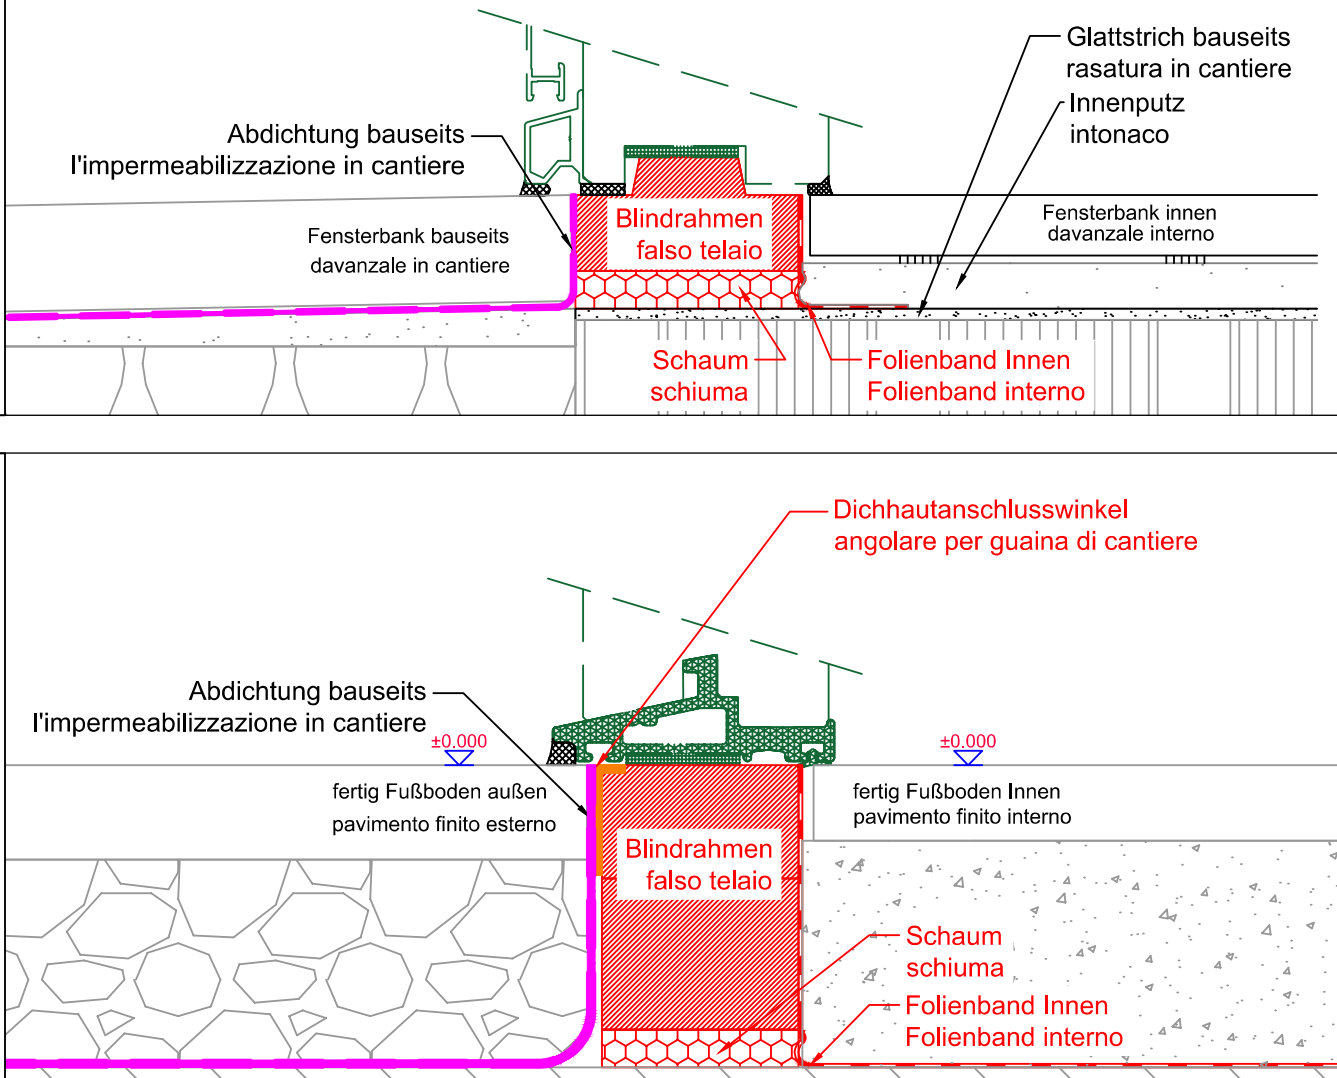 Glattstrich bauseits
rasatura in cantiere
Innenputz
intonaco
Abdichtung bauseits
l'impermeabilizzazione in cantiere
Blindrahmen
falso telaio
Fensterbank innen
davanzale interno
Fensterbank bauseits
davanzale in cantiere
Schaum
schiuma
Folienband Innen
Folienband interno
Dichhautanschlusswinkel
angolare per guaina di cantiere
Abdichtung bauseits
l'impermeabilizzazione in cantiere
±0.000
±0.000
fertig Fußboden außen
pavimento finito esterno
fertig Fußboden Innen
pavimento finito interno
Blindrahmen
falso telaio
Schaum
schiuma
Folienband Innen
Folienband interno